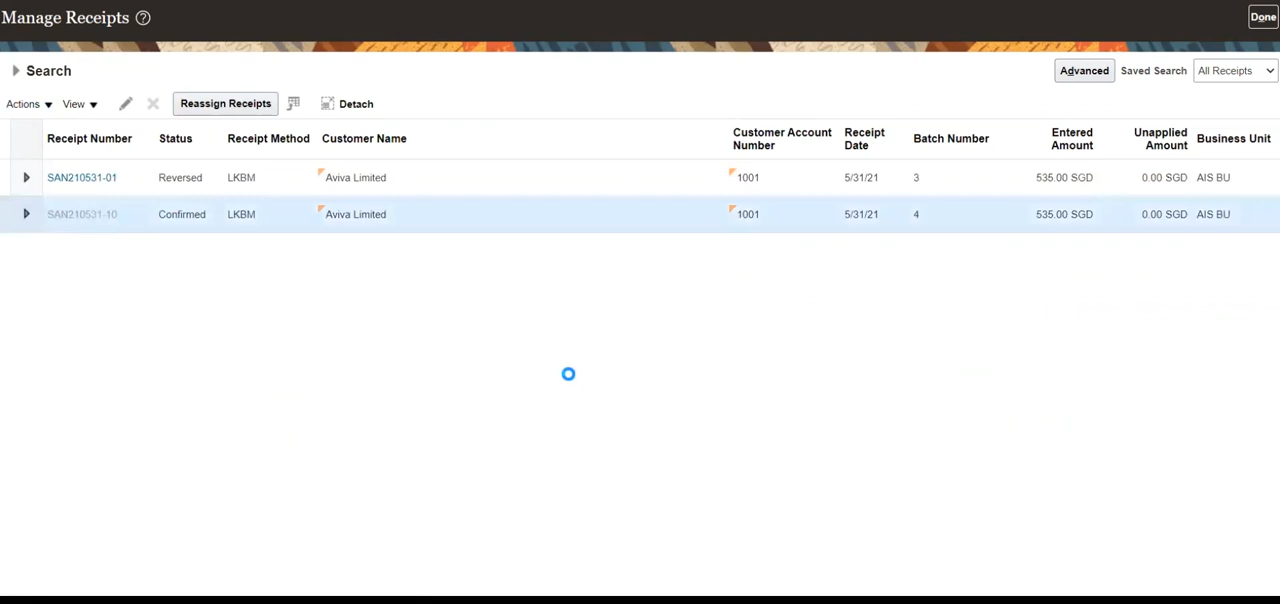 Manage Receipts ?
Done
Search
Advanced Saved Search All Receipts
Actions View Reassign Receipts Detach
Receipt Number Status Receipt Method Customer Name Customer Account Number Receipt Date Batch Number Entered Amount Unapplied Amount Business Unit
SAN210531-01 Reversed LKBM Aviva Limited 1001 5/31/21 3 535.00 SGD 0.00 SGD AIS BU
SAN210531-10 Confirmed LKBM Aviva Limited 1001 5/31/21 4 535.00 SGD 0.00 SGD AIS BU